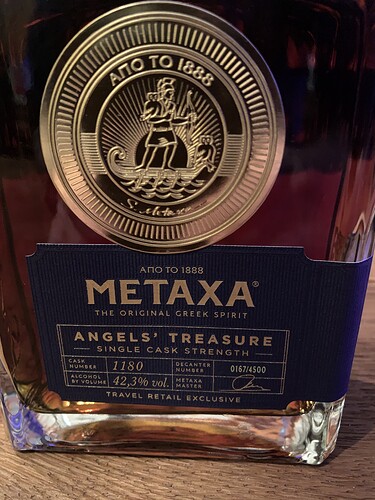 ΑΠΟ ΤΟ 1888
S. Metaxa
ΑΠΟ ΤΟ 1888
METAXA®
THE ORIGINAL GREEK SPIRIT
ANGELS' TREASURE
SINGLE CASK STRENGTH
CASK NUMBER 1180 DECANTER NUMBER 0167/4500
ALCOHOL BY VOLUME 42,3% vol. METAXA MASTER
TRAVEL RETAIL EXCLUSIVE